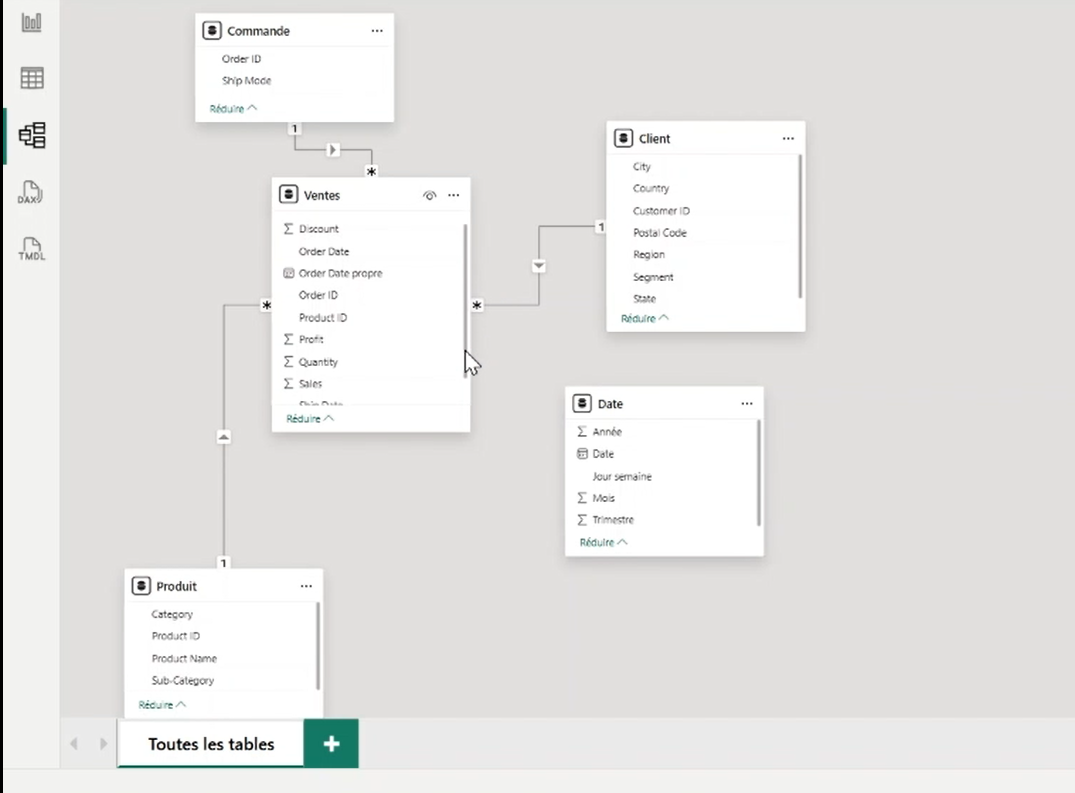 Commande
Order ID
Ship Mode
Réduire
1
*
DAX
TMDL
Ventes
Discount
Order Date
Order Date propre
Order ID
Product ID
Profit
Quantity
Sales
Ship Date
Réduire
*
*
1
Client
City
Country
Customer ID
Postal Code
Region
Segment
State
Réduire
Date
Année
Date
Jour semaine
Mois
Trimestre
Réduire
1
Produit
Category
Product ID
Product Name
Sub-Category
Réduire
Toutes les tables